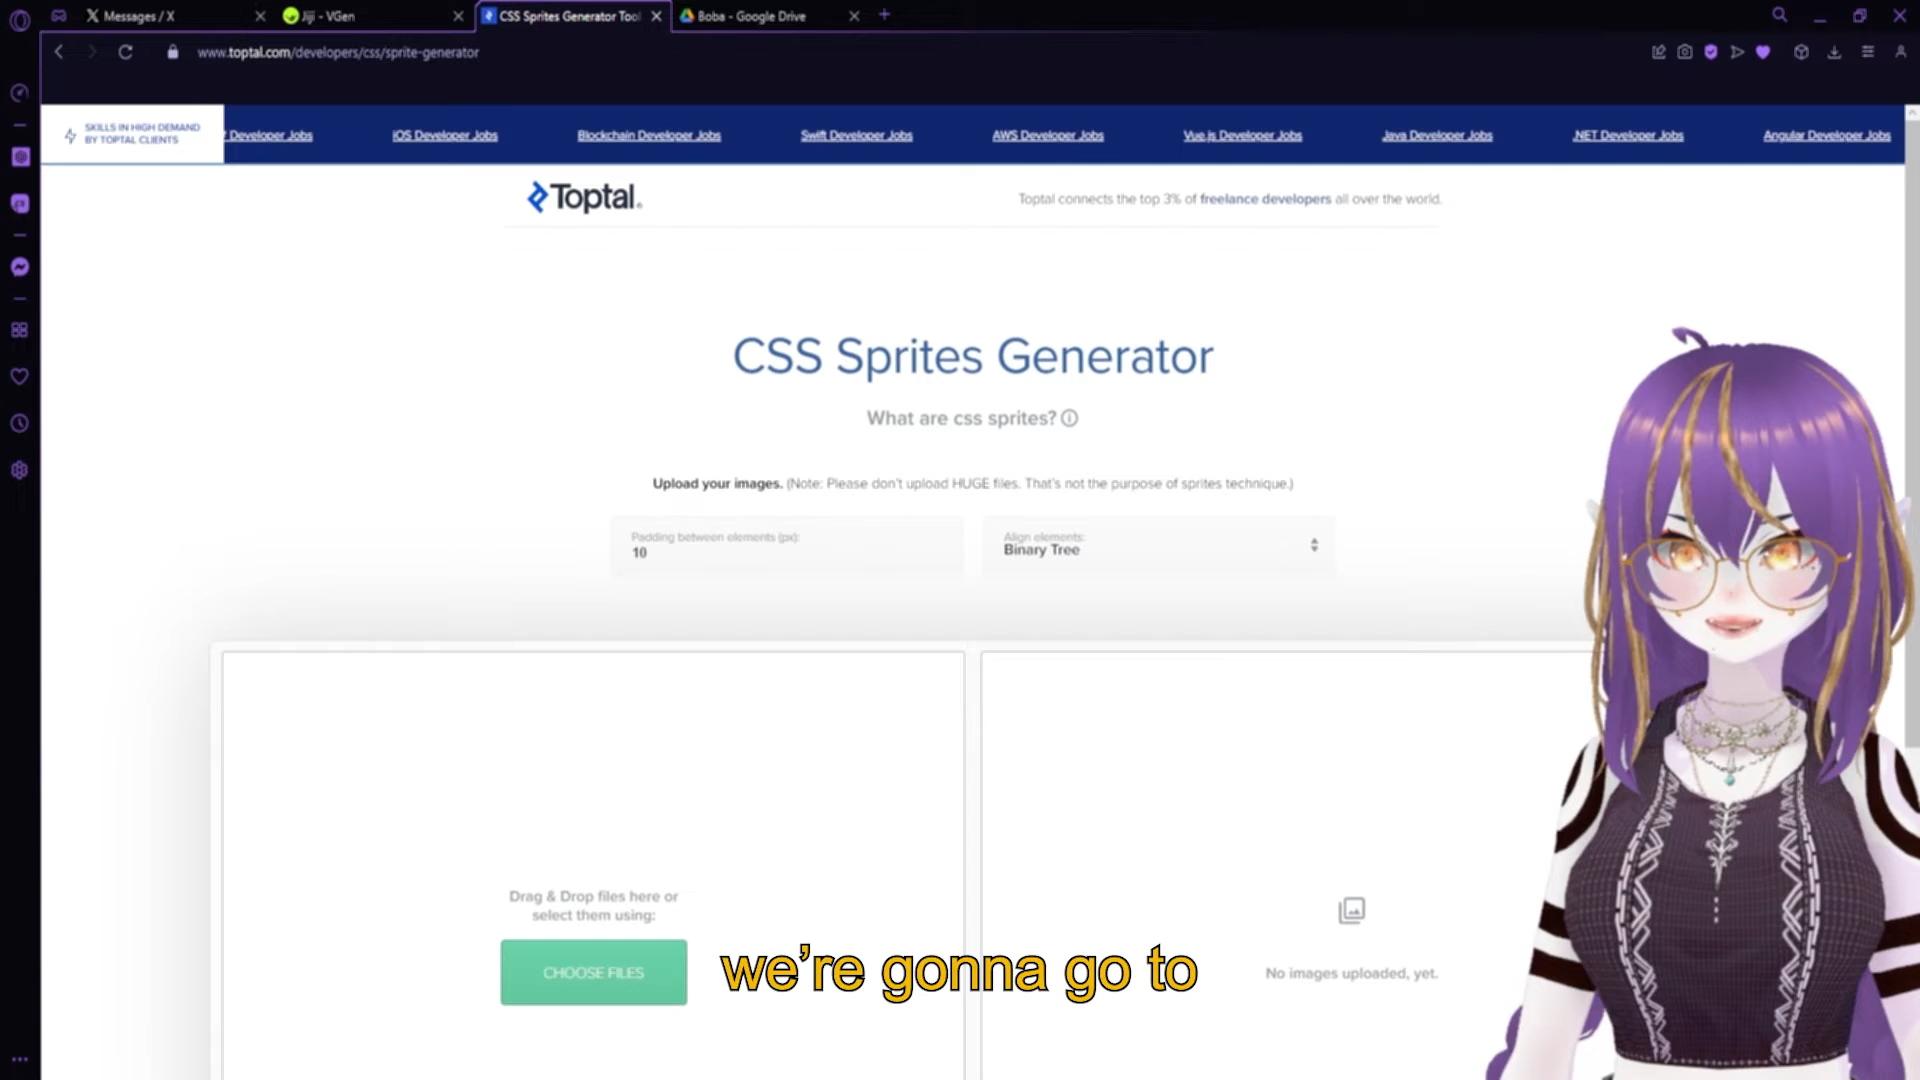 Messages / X
Jiji - VGen
CSS Sprites Generator Tool
Boba - Google Drive
www.toptal.com/developers/css/sprite-generator
SKILLS IN HIGH DEMAND
BY TOPTAL CLIENTS
Developer Jobs
iOS Developer Jobs
Blockchain Developer Jobs
Swift Developer Jobs
AWS Developer Jobs
Vue.js Developer Jobs
Java Developer Jobs
.NET Developer Jobs
Angular Developer Jobs
Toptal
Toptal connects the top 3% of freelance developers all over the world.
CSS Sprites Generator
What are css sprites?
Upload your images. (Note: Please don't upload HUGE files. That's not the purpose of sprites technique.)
Padding between elements (px):
10
Align elements:
Binary Tree
Drag & Drop files here or
select them using:
CHOOSE FILES
No images uploaded, yet.
we're gonna go to